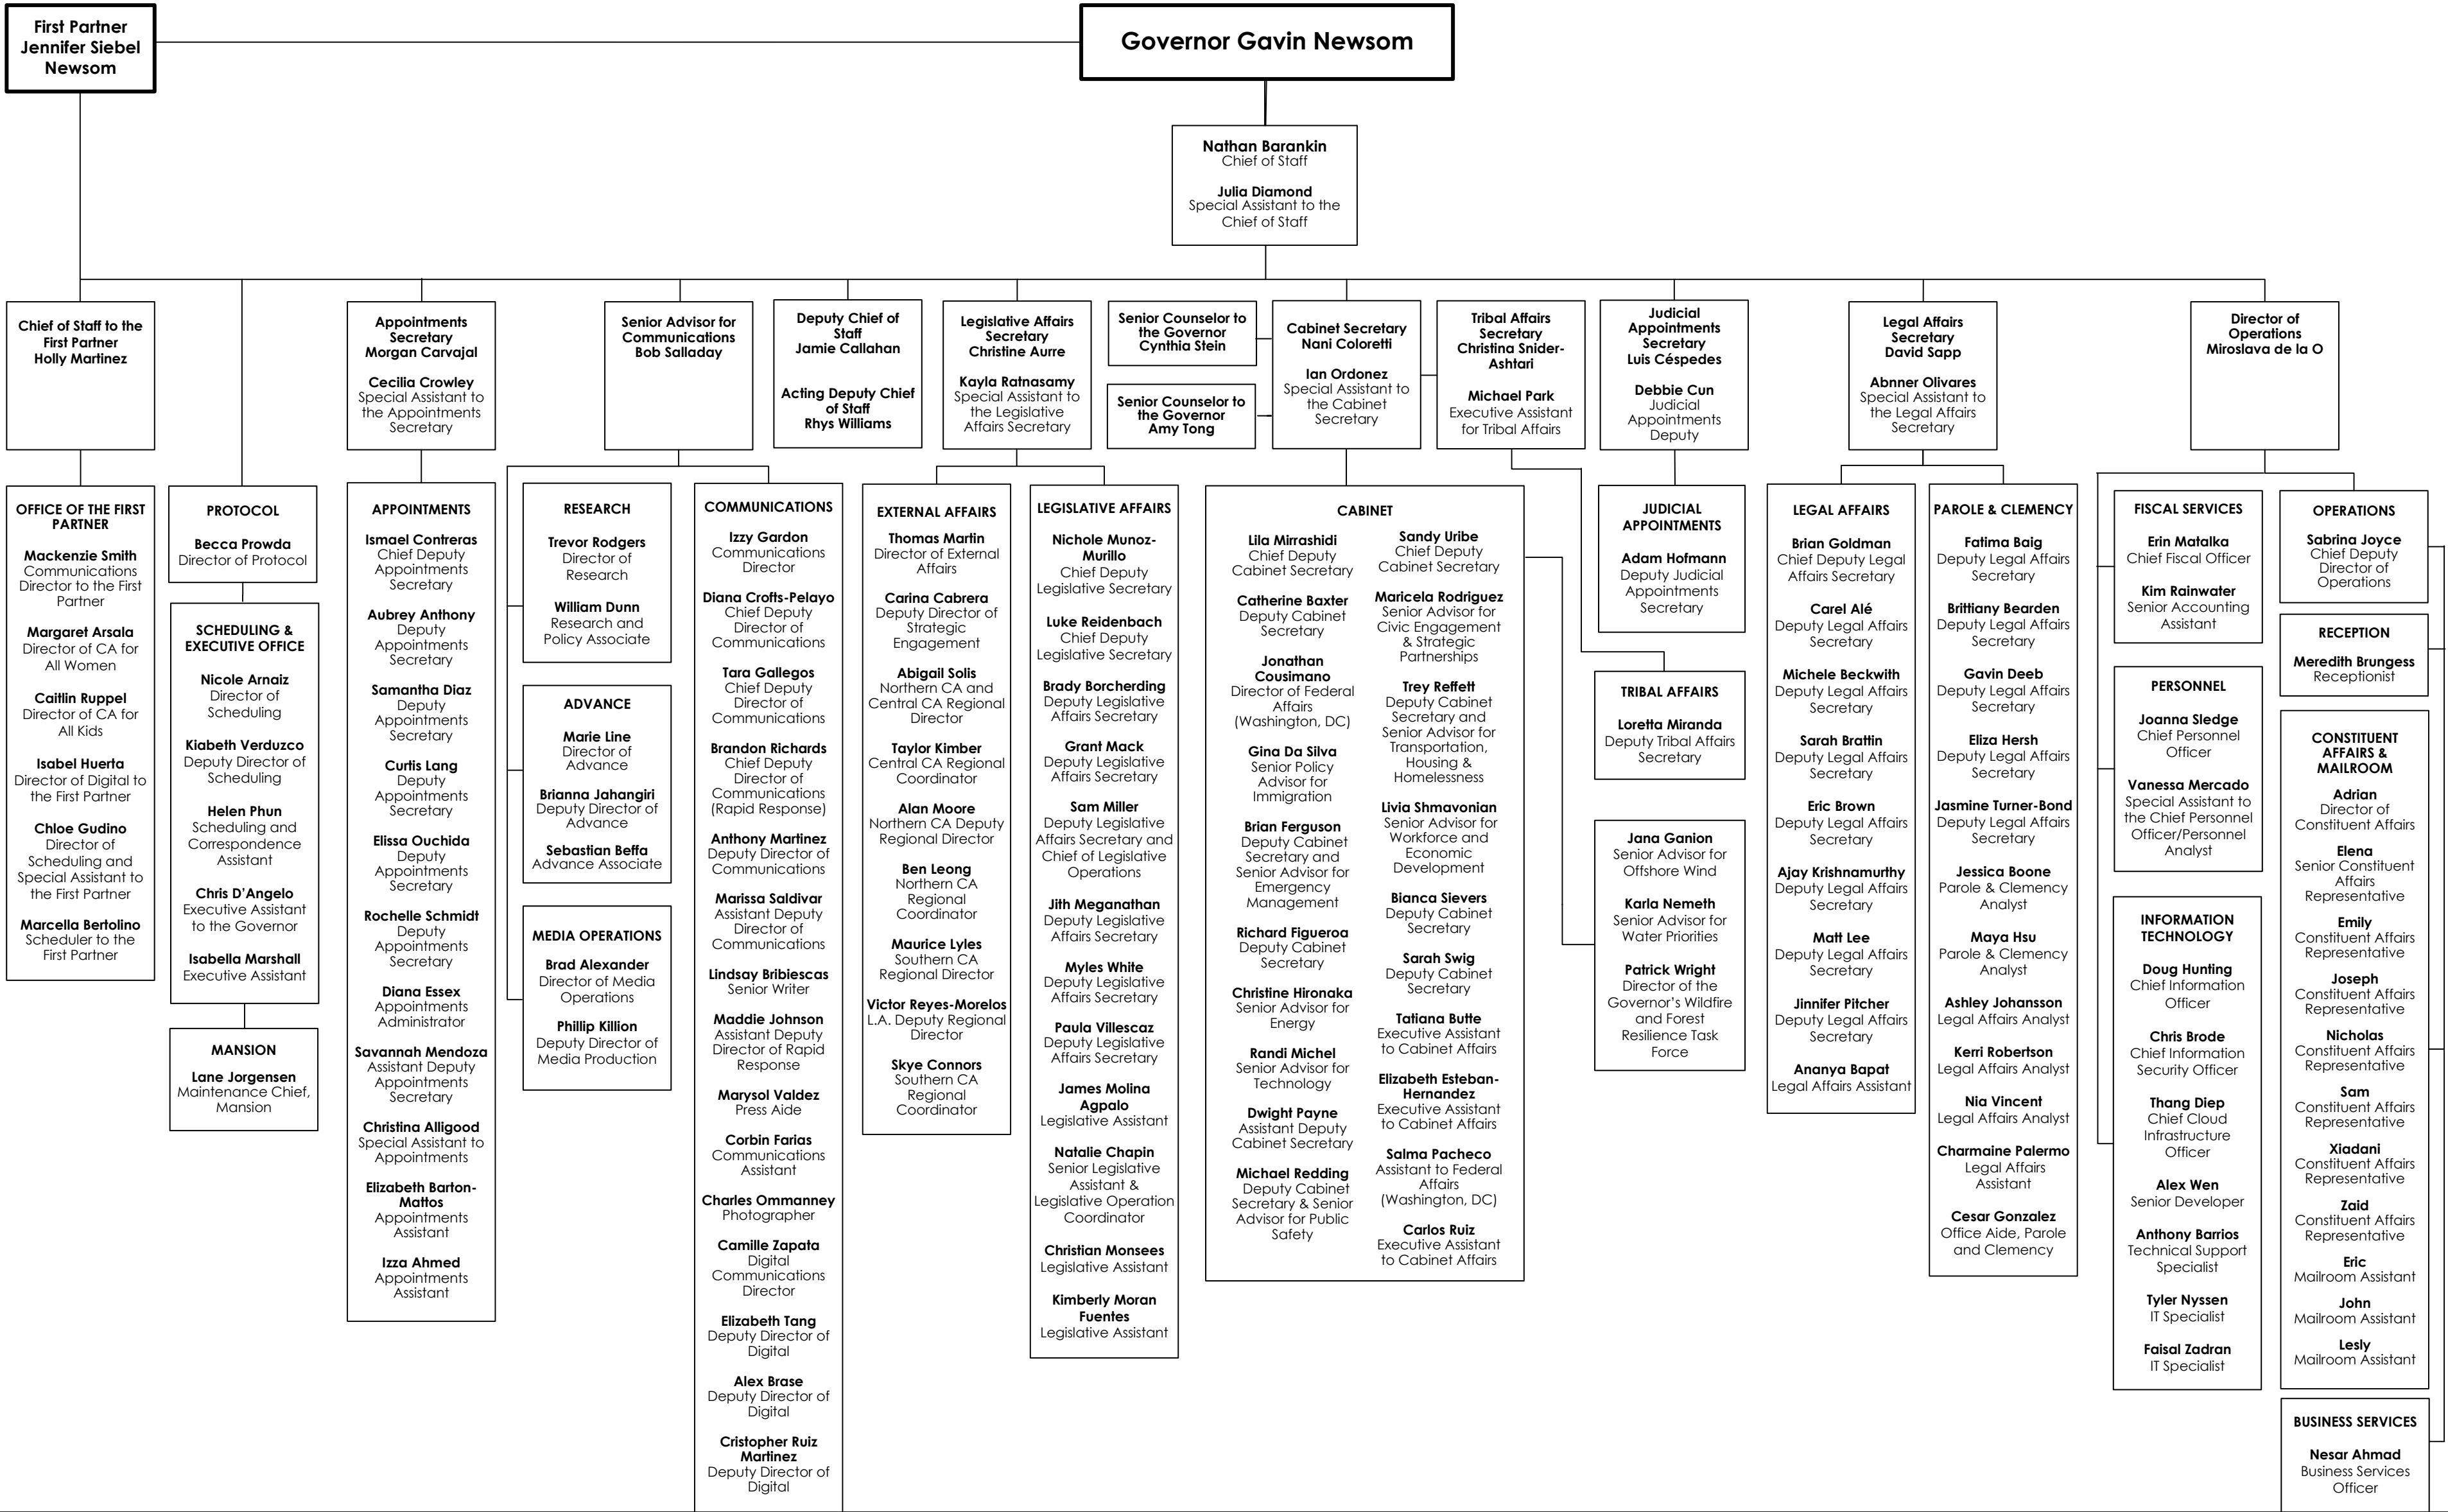 First Partner
Jennifer Siebel
Newsom
Governor Gavin Newsom
Nathan Barankin
Chief of Staff
Julia Diamond
Special Assistant to the
Chief of Staff
Chief of Staff to the
First Partner
Holly Martinez
Appointments
Secretary
Morgan Carvajal
Cecilia Crowley
Special Assistant to
the Appointments
Secretary
Senior Advisor for
Communications
Bob Salladay
Deputy Chief of
Staff
Jamie Callahan
Acting Deputy Chief
of Staff
Rhys Williams
Legislative Affairs
Secretary
Christine Aurre
Kayla Ratnasamy
Special Assistant to
the Legislative
Affairs Secretary
Senior Counselor to
the Governor
Cynthia Stein
Senior Counselor to
the Governor
Amy Tong
Cabinet Secretary
Nani Coloretti
Ian Ordonez
Special Assistant to
the Cabinet
Secretary
Tribal Affairs
Secretary
Christina Snider-
Ashtari
Michael Park
Executive Assistant
for Tribal Affairs
Judicial
Appointments
Secretary
Luis Céspedes
Debbie Cun
Judicial
Appointments
Deputy
Legal Affairs
Secretary
David Sapp
Abnner Olivares
Special Assistant to
the Legal Affairs
Secretary
Director of
Operations
Miroslava de la O
OFFICE OF THE FIRST
PARTNER
Mackenzie Smith
Communications
Director to the First
Partner
Margaret Arsala
Director of CA for
All Women
Caitlin Ruppel
Director of CA for
All Kids
Isabel Huerta
Director of Digital to
the First Partner
Chloe Gudino
Director of
Scheduling and
Special Assistant to
the First Partner
Marcella Bertolino
Scheduler to the
First Partner
PROTOCOL
Becca Prowda
Director of Protocol
SCHEDULING &
EXECUTIVE OFFICE
Nicole Arnaiz
Director of
Scheduling
Kiabeth Verduzco
Deputy Director of
Scheduling
Helen Phun
Scheduling and
Correspondence
Assistant
Chris D’Angelo
Executive Assistant
to the Governor
Isabella Marshall
Executive Assistant
MANSION
Lane Jorgensen
Maintenance Chief,
Mansion
APPOINTMENTS
Ismael Contreras
Chief Deputy
Appointments
Secretary
Aubrey Anthony
Deputy
Appointments
Secretary
Samantha Diaz
Deputy
Appointments
Secretary
Curtis Lang
Deputy
Appointments
Secretary
Elissa Ouchida
Deputy
Appointments
Secretary
Rochelle Schmidt
Deputy
Appointments
Secretary
Diana Essex
Appointments
Administrator
Savannah Mendoza
Assistant Deputy
Appointments
Secretary
Christina Alligood
Special Assistant to
Appointments
Elizabeth Barton-
Mattos
Appointments
Assistant
Izza Ahmed
Appointments
Assistant
RESEARCH
Trevor Rodgers
Director of
Research
William Dunn
Research and
Policy Associate
ADVANCE
Marie Line
Director of
Advance
Brianna Jahangiri
Deputy Director of
Advance
Sebastian Beffa
Advance Associate
MEDIA OPERATIONS
Brad Alexander
Director of Media
Operations
Phillip Killion
Deputy Director of
Media Production
COMMUNICATIONS
Izzy Gardon
Communications
Director
Diana Crofts-Pelayo
Chief Deputy
Director of
Communications
Tara Gallegos
Chief Deputy
Director of
Communications
Brandon Richards
Chief Deputy
Director of
Communications
(Rapid Response)
Anthony Martinez
Deputy Director of
Communications
Marissa Saldivar
Assistant Deputy
Director of
Communications
Lindsay Bribiescas
Senior Writer
Maddie Johnson
Assistant Deputy
Director of Rapid
Response
Marysol Valdez
Press Aide
Corbin Farias
Communications
Assistant
Charles Ommanney
Photographer
Camille Zapata
Digital
Communications
Director
Elizabeth Tang
Deputy Director of
Digital
Alex Brase
Deputy Director of
Digital
Cristopher Ruiz
Martinez
Deputy Director of
Digital
EXTERNAL AFFAIRS
Thomas Martin
Director of External
Affairs
Carina Cabrera
Deputy Director of
Strategic
Engagement
Abigail Solis
Northern CA and
Central CA Regional
Director
Taylor Kimber
Central CA Regional
Coordinator
Alan Moore
Northern CA Deputy
Regional Director
Ben Leong
Northern CA
Regional
Coordinator
Maurice Lyles
Southern CA
Regional Director
Victor Reyes-Morelos
L.A. Deputy Regional
Director
Skye Connors
Southern CA
Regional
Coordinator
LEGISLATIVE AFFAIRS
Nichole Munoz-
Murillo
Chief Deputy
Legislative Secretary
Luke Reidenbach
Chief Deputy
Legislative Secretary
Brady Borcherding
Deputy Legislative
Affairs Secretary
Grant Mack
Deputy Legislative
Affairs Secretary
Sam Miller
Deputy Legislative
Affairs Secretary and
Chief of Legislative
Operations
Jith Meganathan
Deputy Legislative
Affairs Secretary
Myles White
Deputy Legislative
Affairs Secretary
Paula Villescaz
Deputy Legislative
Affairs Secretary
James Molina
Agpalo
Legislative Assistant
Natalie Chapin
Senior Legislative
Assistant &
Legislative Operation
Coordinator
Christian Monsees
Legislative Assistant
Kimberly Moran
Fuentes
Legislative Assistant
CABINET
Lila Mirrashidi
Chief Deputy
Cabinet Secretary
Catherine Baxter
Deputy Cabinet
Secretary
Jonathan
Cousimano
Director of Federal
Affairs
(Washington, DC)
Gina Da Silva
Senior Policy
Advisor for
Immigration
Brian Ferguson
Deputy Cabinet
Secretary and
Senior Advisor for
Emergency
Management
Richard Figueroa
Deputy Cabinet
Secretary
Christine Hironaka
Senior Advisor for
Energy
Randi Michel
Senior Advisor for
Technology
Dwight Payne
Assistant Deputy
Cabinet Secretary
Michael Redding
Deputy Cabinet
Secretary & Senior
Advisor for Public
Safety
Sandy Uribe
Chief Deputy
Cabinet Secretary
Maricela Rodriguez
Senior Advisor for
Civic Engagement
& Strategic
Partnerships
Trey Reffett
Deputy Cabinet
Secretary and
Senior Advisor for
Transportation,
Housing &
Homelessness
Livia Shmavonian
Senior Advisor for
Workforce and
Economic
Development
Bianca Sievers
Deputy Cabinet
Secretary
Sarah Swig
Deputy Cabinet
Secretary
Tatiana Butte
Executive Assistant
to Cabinet Affairs
Elizabeth Esteban-
Hernandez
Executive Assistant
to Cabinet Affairs
Salma Pacheco
Assistant to Federal
Affairs
(Washington, DC)
Carlos Ruiz
Executive Assistant
to Cabinet Affairs
JUDICIAL
APPOINTMENTS
Adam Hofmann
Deputy Judicial
Appointments
Secretary
TRIBAL AFFAIRS
Loretta Miranda
Deputy Tribal Affairs
Secretary
Jana Ganion
Senior Advisor for
Offshore Wind
Karla Nemeth
Senior Advisor for
Water Priorities
Patrick Wright
Director of the
Governor’s Wildfire
and Forest
Resilience Task
Force
LEGAL AFFAIRS
Brian Goldman
Chief Deputy Legal
Affairs Secretary
Carel Alé
Deputy Legal Affairs
Secretary
Michele Beckwith
Deputy Legal Affairs
Secretary
Sarah Brattin
Deputy Legal Affairs
Secretary
Eric Brown
Deputy Legal Affairs
Secretary
Ajay Krishnamurthy
Deputy Legal Affairs
Secretary
Matt Lee
Deputy Legal Affairs
Secretary
Jinnifer Pitcher
Deputy Legal Affairs
Secretary
Ananya Bapat
Legal Affairs Assistant
PAROLE & CLEMENCY
Fatima Baig
Deputy Legal Affairs
Secretary
Brittiany Bearden
Deputy Legal Affairs
Secretary
Gavin Deeb
Deputy Legal Affairs
Secretary
Eliza Hersh
Deputy Legal Affairs
Secretary
Jasmine Turner-Bond
Deputy Legal Affairs
Secretary
Jessica Boone
Parole & Clemency
Analyst
Maya Hsu
Parole & Clemency
Analyst
Ashley Johansson
Legal Affairs Analyst
Kerri Robertson
Legal Affairs Analyst
Nia Vincent
Legal Affairs Analyst
Charmaine Palermo
Legal Affairs
Assistant
Cesar Gonzalez
Office Aide, Parole
and Clemency
FISCAL SERVICES
Erin Matalka
Chief Fiscal Officer
Kim Rainwater
Senior Accounting
Assistant
PERSONNEL
Joanna Sledge
Chief Personnel
Officer
Vanessa Mercado
Special Assistant to
the Chief Personnel
Officer/Personnel
Analyst
INFORMATION
TECHNOLOGY
Doug Hunting
Chief Information
Officer
Chris Brode
Chief Information
Security Officer
Thang Diep
Chief Cloud
Infrastructure
Officer
Alex Wen
Senior Developer
Anthony Barrios
Technical Support
Specialist
Tyler Nyssen
IT Specialist
Faisal Zadran
IT Specialist
OPERATIONS
Sabrina Joyce
Chief Deputy
Director of
Operations
RECEPTION
Meredith Brungess
Receptionist
CONSTITUENT
AFFAIRS &
MAILROOM
Adrian
Director of
Constituent Affairs
Elena
Senior Constituent
Affairs
Representative
Emily
Constituent Affairs
Representative
Joseph
Constituent Affairs
Representative
Nicholas
Constituent Affairs
Representative
Sam
Constituent Affairs
Representative
Xiadani
Constituent Affairs
Representative
Zaid
Constituent Affairs
Representative
Eric
Mailroom Assistant
John
Mailroom Assistant
Lesly
Mailroom Assistant
BUSINESS SERVICES
Nesar Ahmad
Business Services
Officer